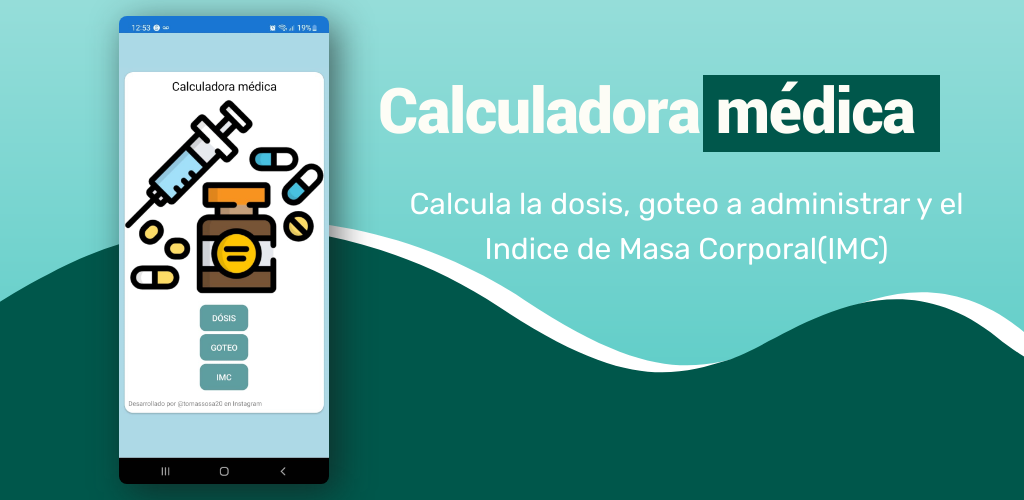 12:53
19%
Calculadora médica
DÓSIS
GOTEO
IMC
Desarrollado por @tomassosa20 en Instagram
Calculadora médica
Calcula la dosis, goteo a administrar y el
Indice de Masa Corporal(IMC)